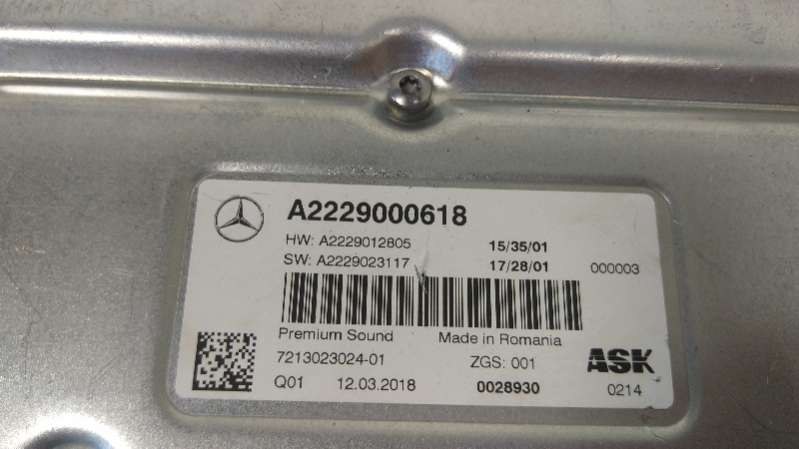 A2229000618
HW: A2229012805 15/35/01
SW: A2229023117 17/28/01 000003
Premium Sound Made in Romania
7213023024-01 ZGS: 001 ASK
Q01 12.03.2018 0028930 0214